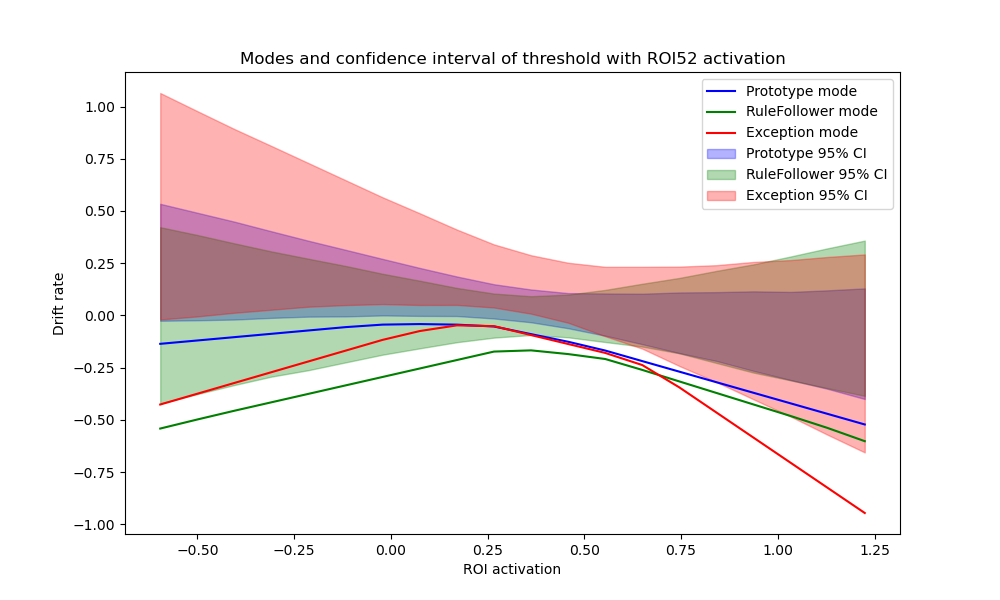 Modes and confidence interval of threshold with ROI52 activation
Prototype mode
RuleFollower mode
Exception mode
Prototype 95% CI
RuleFollower 95% CI
Exception 95% CI
Drift rate
1.00
0.75
0.50
0.25
0.00
−0.25
−0.50
−0.75
−1.00
−0.50 −0.25 0.00 0.25 0.50 0.75 1.00 1.25
ROI activation